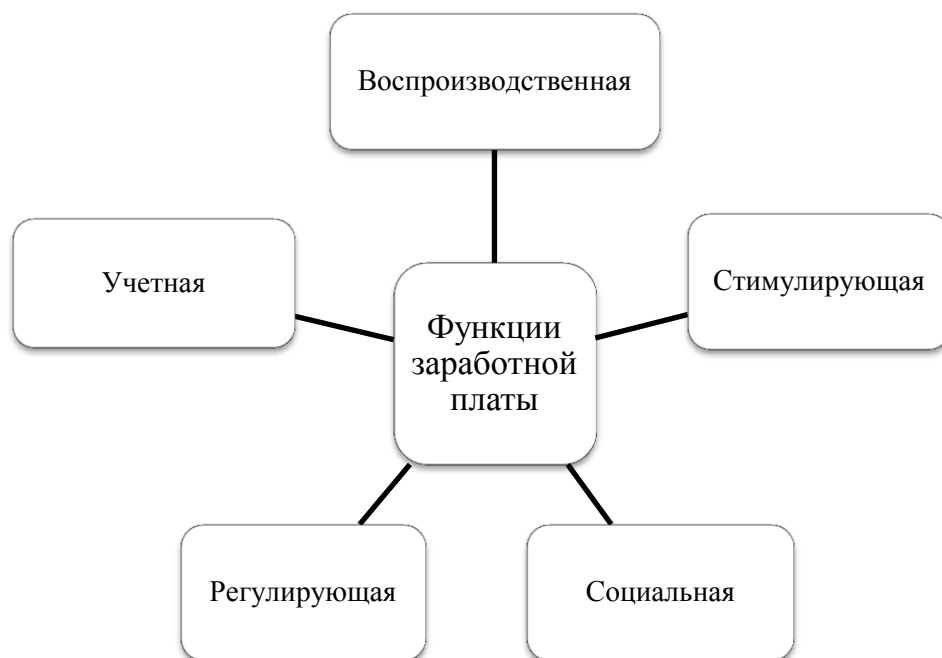 Воспроизводственная
Учетная
Стимулирующая
Функции
заработной
платы
Регулирующая
Социальная